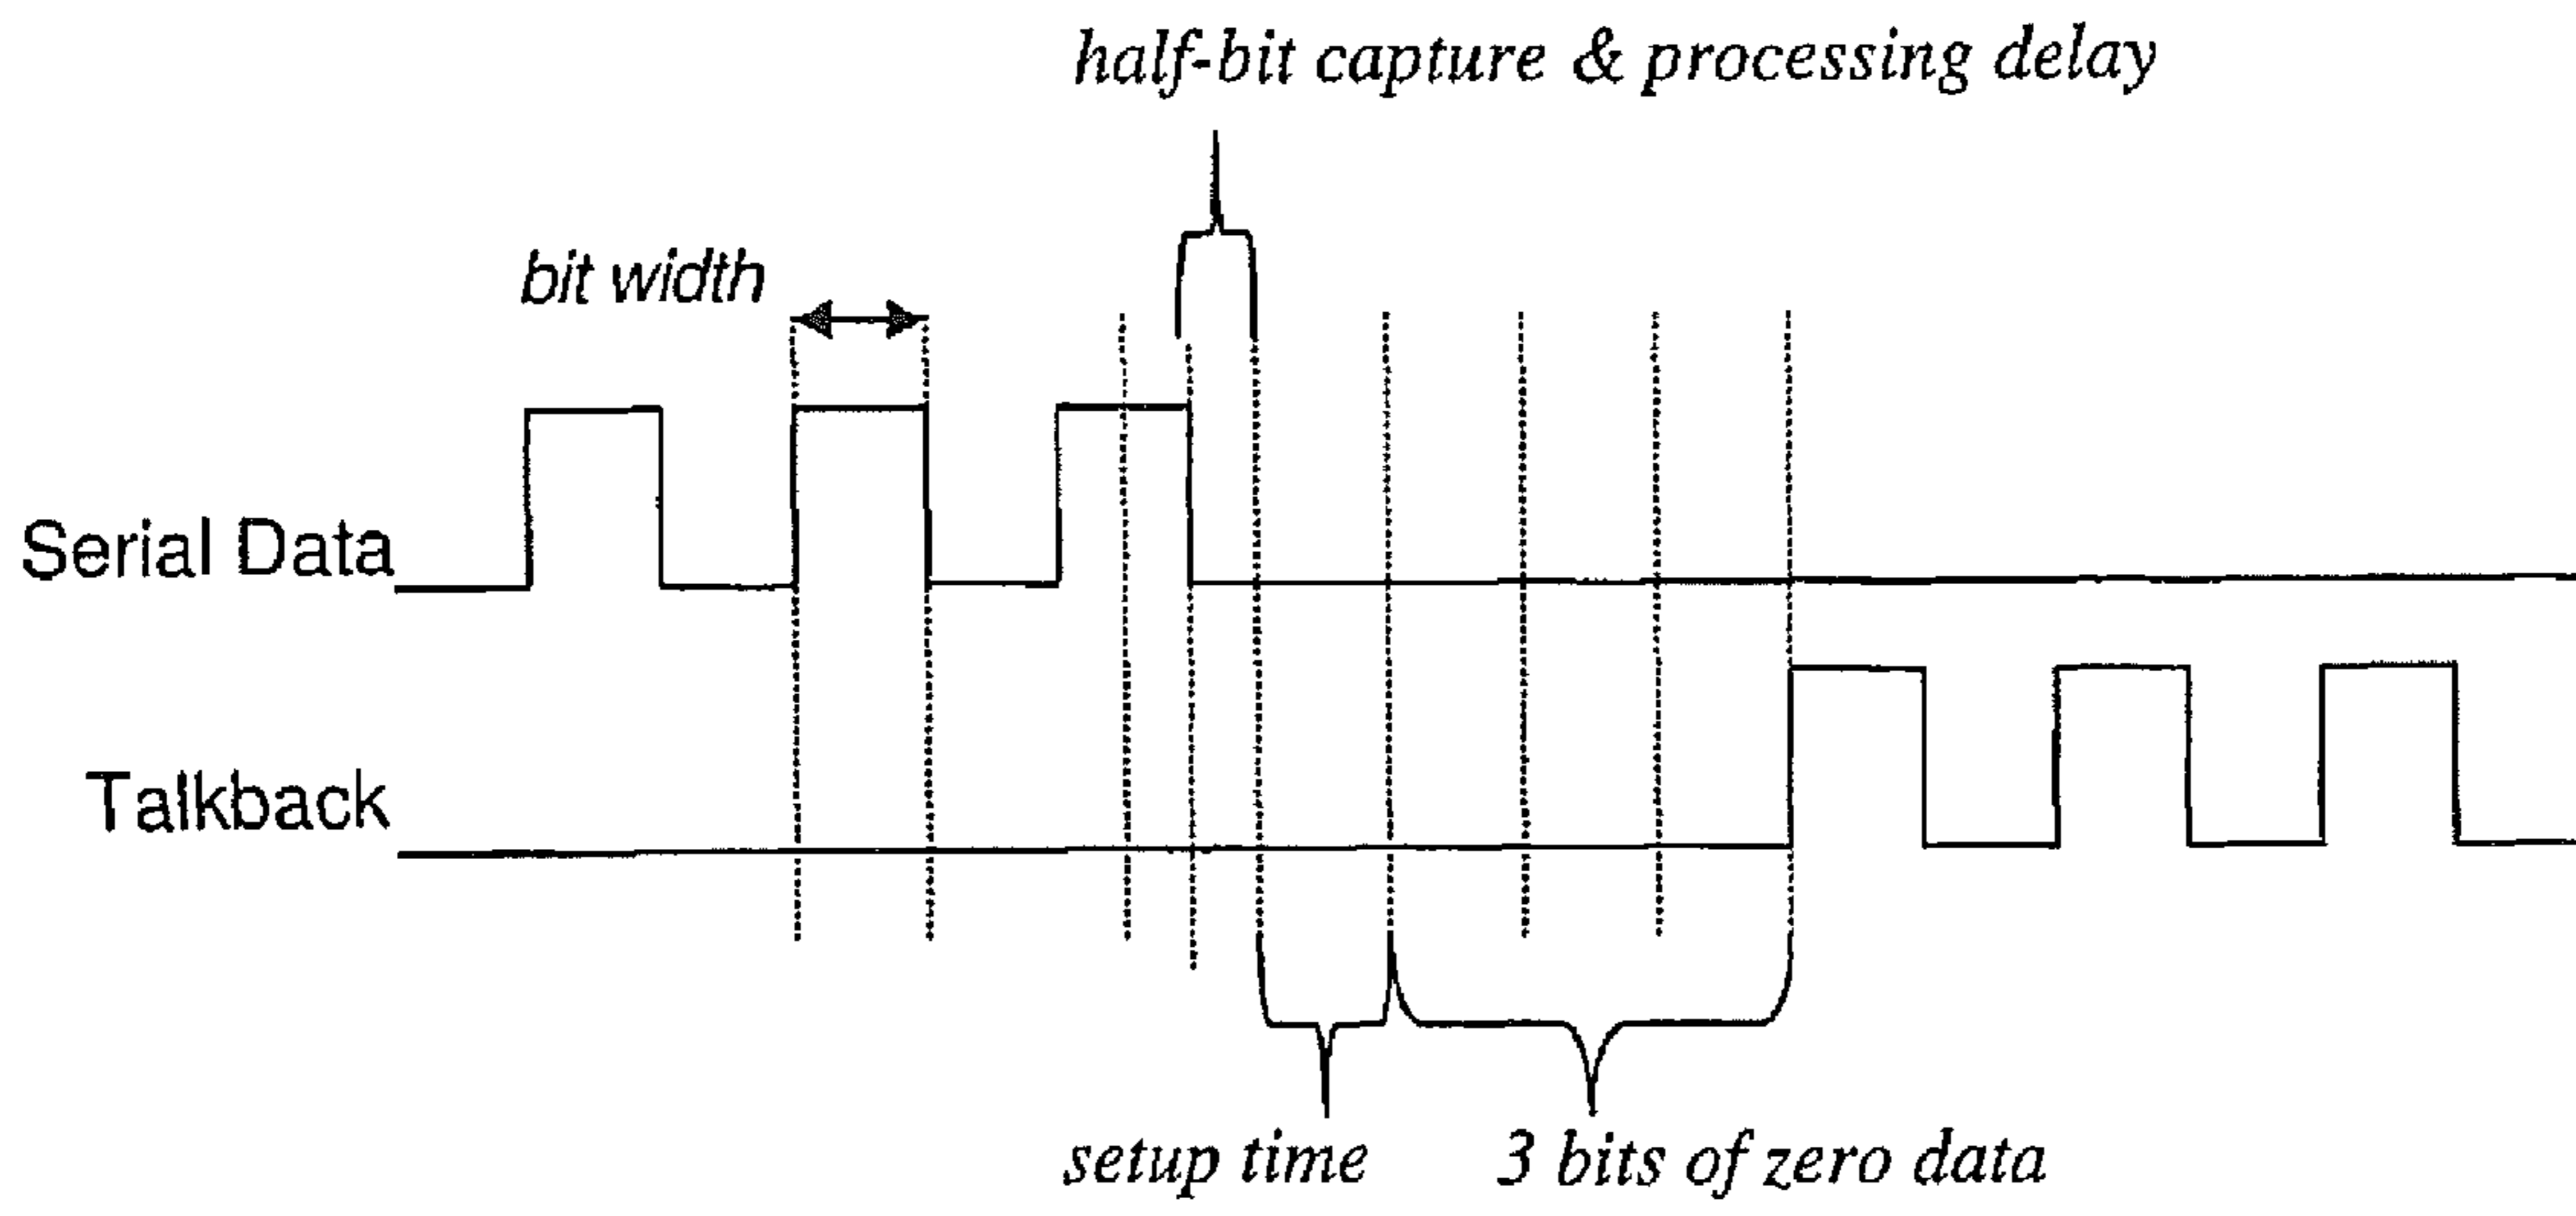 half-bit capture & processing delay
bit width
Serial Data
Talkback
setup time
3 bits of zero data